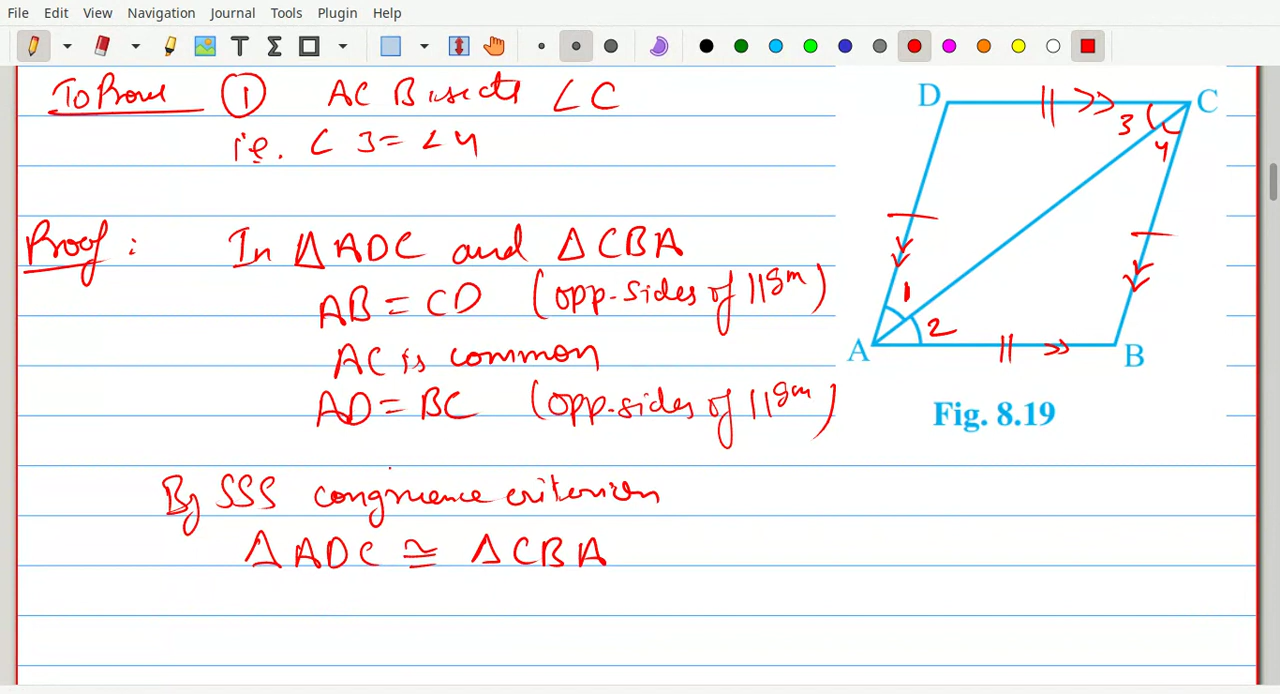 File Edit View Navigation Journal Tools Plugin Help
To Prove ① AC Bisects ∠C
i.e. ∠3 = ∠4
Proof : In △ADC and △CBA
AB = CD (opp. sides of ||gm)
AC is common
AD = BC (opp. sides of ||gm)
By SSS congruence criterion
△ADC ≅ △CBA
D C
3
4
1
2
A B
Fig. 8.19